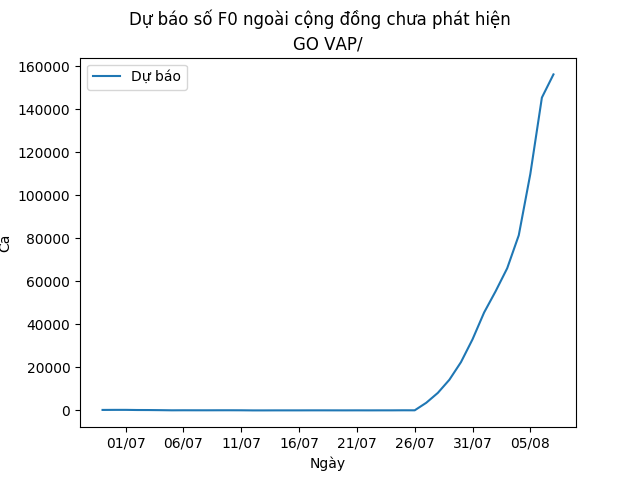 Dự báo số F0 ngoài cộng đồng chưa phát hiện
GO VAP/
Dự báo
160000
140000
120000
100000
80000
60000
40000
20000
0
Ca
01/07 06/07 11/07 16/07 21/07 26/07 31/07 05/08
Ngày